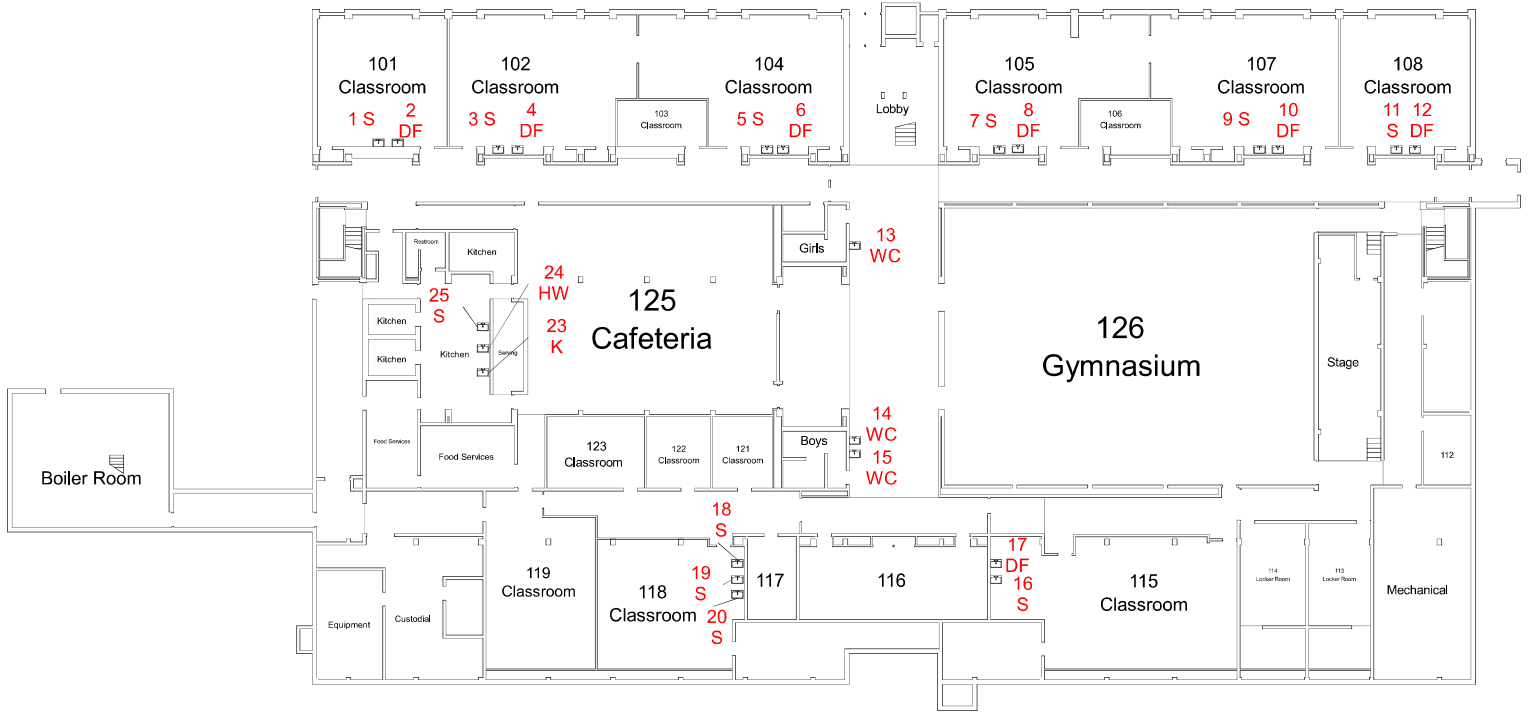 101
Classroom
1 S
2
DF
102
Classroom
3 S
4
DF
103
Classroom
104
Classroom
5 S
6
DF
Lobby
105
Classroom
7 S
8
DF
106
Classroom
107
Classroom
9 S
10
DF
108
Classroom
11
S
12
DF
Restroom
Kitchen
Girls
13
WC
25
S
24
HW
23
K
Kitchen
Kitchen
Kitchen
Serving
125
Cafeteria
126
Gymnasium
Stage
14
WC
15
WC
Boys
Food Services
Food Services
123
Classroom
122
Classroom
121
Classroom
112
Boiler Room
18
S
19
S
20
S
17
DF
16
S
119
Classroom
118
Classroom
117
116
115
Classroom
114
Locker Room
113
Locker Room
Mechanical
Equipment
Custodial